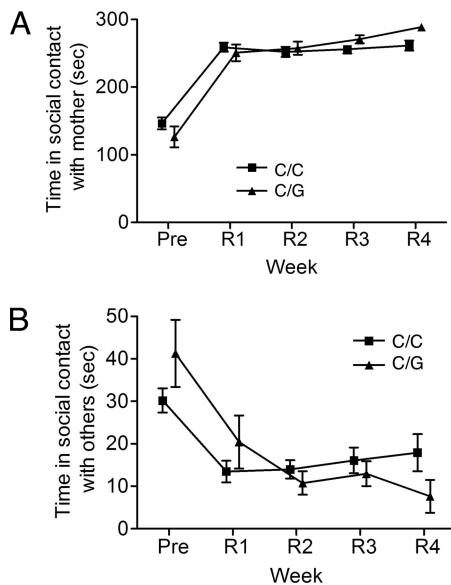 A
Time in social contact
with mother (sec)
300
200
100
0
C/C
C/G
Pre R1 R2 R3 R4
Week
B
Time in social contact
with others (sec)
50
40
30
20
10
0
C/C
C/G
Pre R1 R2 R3 R4
Week